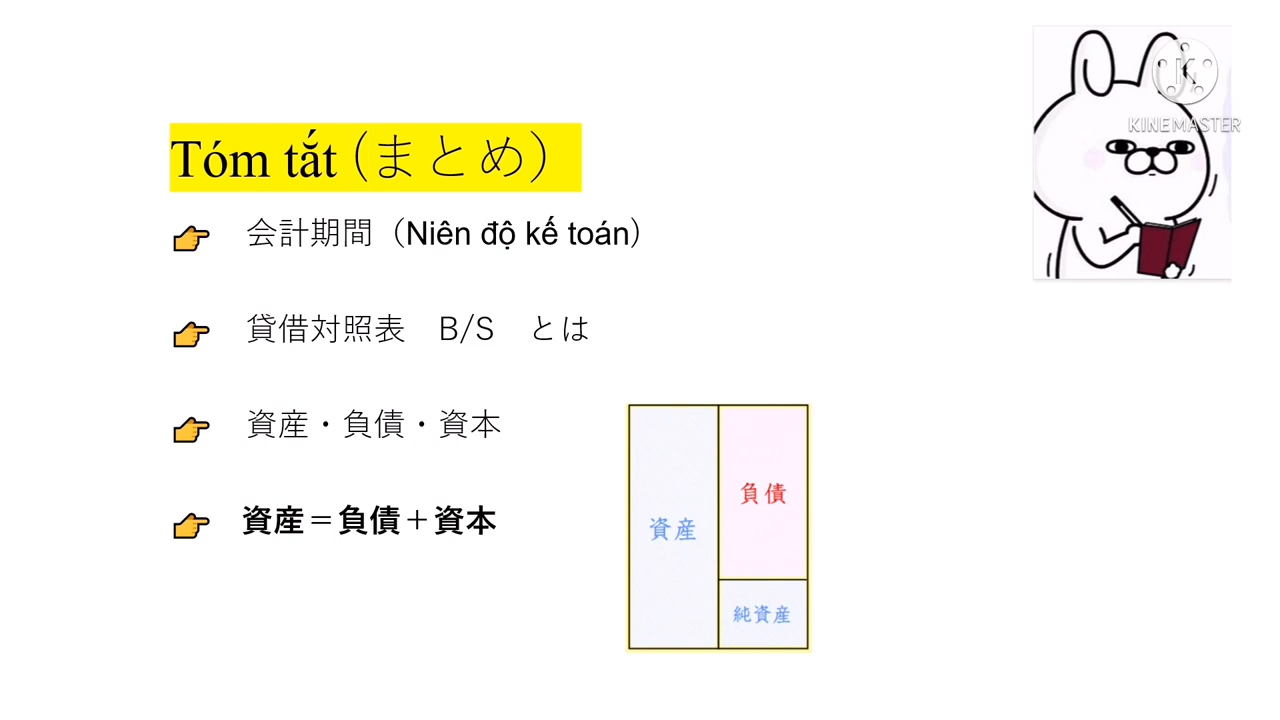 Tóm tắt (まとめ)
会計期間（Niên độ kế toán）
貸借対照表　B/S　とは
資産・負債・資本
資産＝負債＋資本
資産
負債
純資産
K
KINEMASTER